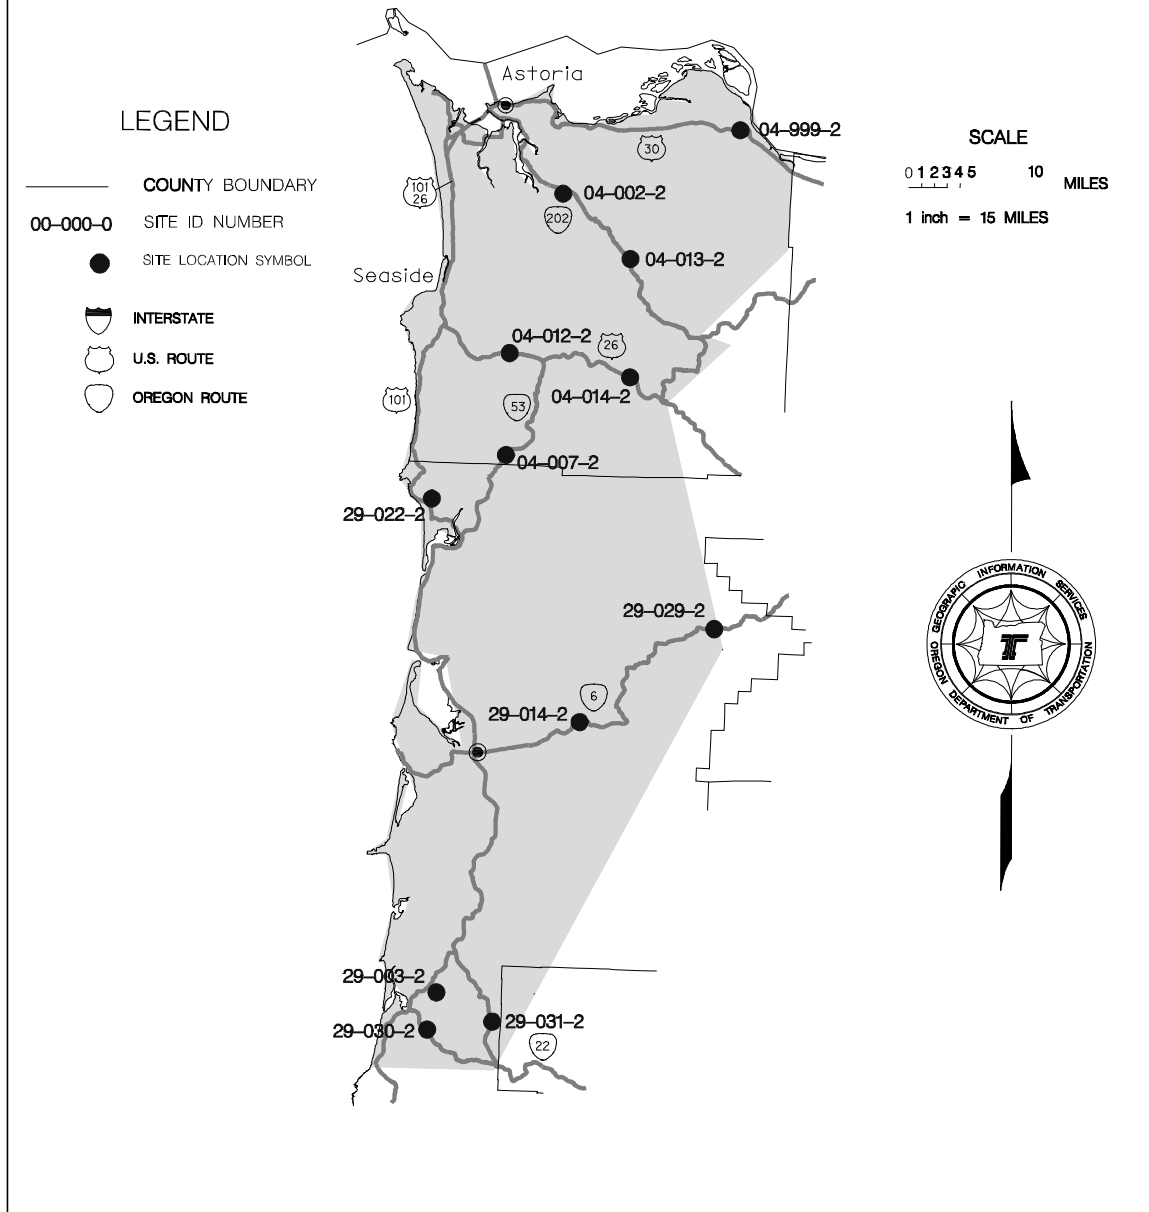 Astoria
LEGEND
04-999-2
SCALE
30
0 1 2 3 4 5 10
MILES
COUNTY BOUNDARY
101
26
04-002-2
1 inch = 15 MILES
00-000-0 SITE ID NUMBER
202
SITE LOCATION SYMBOL
04-013-2
Seaside
INTERSTATE
04-012-2
26
U.S. ROUTE
OREGON ROUTE
101
53
04-014-2
04-007-2
29-022-2
GEOGRAPIC INFORMATION SERVICES
OREGON DEPARTMENT OF TRANSPORTATION
29-029-2
6
29-014-2
29-003-2
29-030-2
29-031-2
22